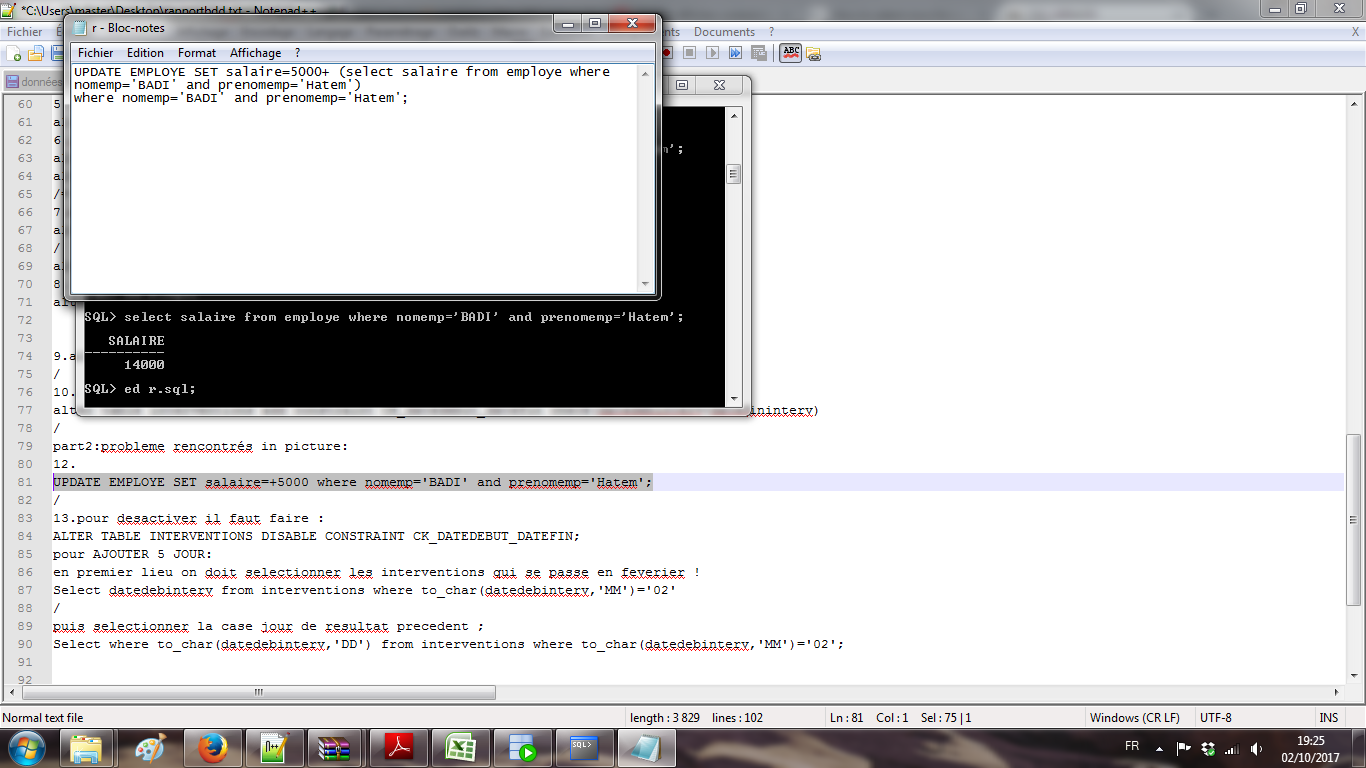 *C:\Users\master\Desktop\rapportbdd.txt - Notepad++
Fichier
Documents ?
X
r - Bloc-notes
Fichier Edition Format Affichage ?
UPDATE EMPLOYE SET salaire=5000+ (select salaire from employe where
nomemp='BADI' and prenomemp='Hatem')
where nomemp='BADI' and prenomemp='Hatem';
données
m';
SQL> select salaire from employe where nomemp='BADI' and prenomemp='Hatem';
SALAIRE
----------
14000
SQL> ed r.sql;
60 5
61 a
62 6
63 a
64 a
65 /
66 7
67 a
68 /
69 a
70 8
71 al
72
73
74 9.a
75 /
76 10.
77 al inintery)
78 /
79 part2:probleme rencontrés in picture:
80 12.
81 UPDATE EMPLOYE SET salaire=+5000 where nomemp='BADI' and prenomemp='Hatem';
82 /
83 13.pour desactiver il faut faire :
84 ALTER TABLE INTERVENTIONS DISABLE CONSTRAINT CK_DATEDEBUT_DATEFIN;
85 pour AJOUTER 5 JOUR:
86 en premier lieu on doit selectionner les interventions qui se passe en feverier !
87 Select datedebinterv from interventions where to_char(datedebinterv,'MM')='02'
88 /
89 puis selectionner la case jour de resultat precedent ;
90 Select where to_char(datedebinterv,'DD') from interventions where to_char(datedebinterv,'MM')='02';
91
92
Normal text file length : 3 829 lines : 102 Ln : 81 Col : 1 Sel : 75 | 1 Windows (CR LF) UTF-8 INS
FR 19:25
02/10/2017